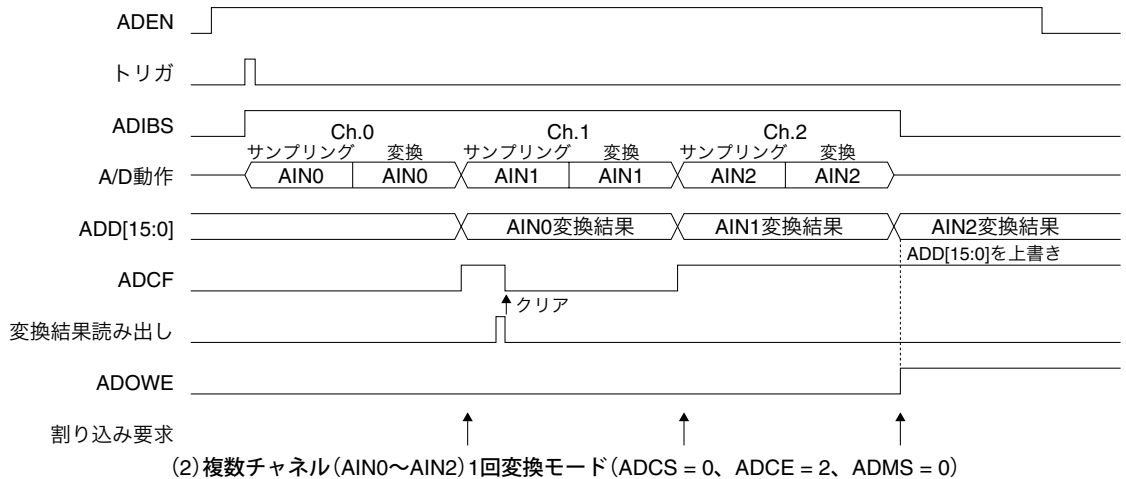 ADEN
トリガ
ADIBS
Ch.0 Ch.1 Ch.2
サンプリング 変換 サンプリング 変換 サンプリング 変換
A/D動作 AIN0 AIN0 AIN1 AIN1 AIN2 AIN2
ADD[15:0] AIN0変換結果 AIN1変換結果 AIN2変換結果
ADD[15:0]を上書き
ADCF
クリア
変換結果読み出し
ADOWE
割り込み要求
(2)複数チャネル(AIN0～AIN2)1回変換モード(ADCS = 0、ADCE = 2、ADMS = 0)